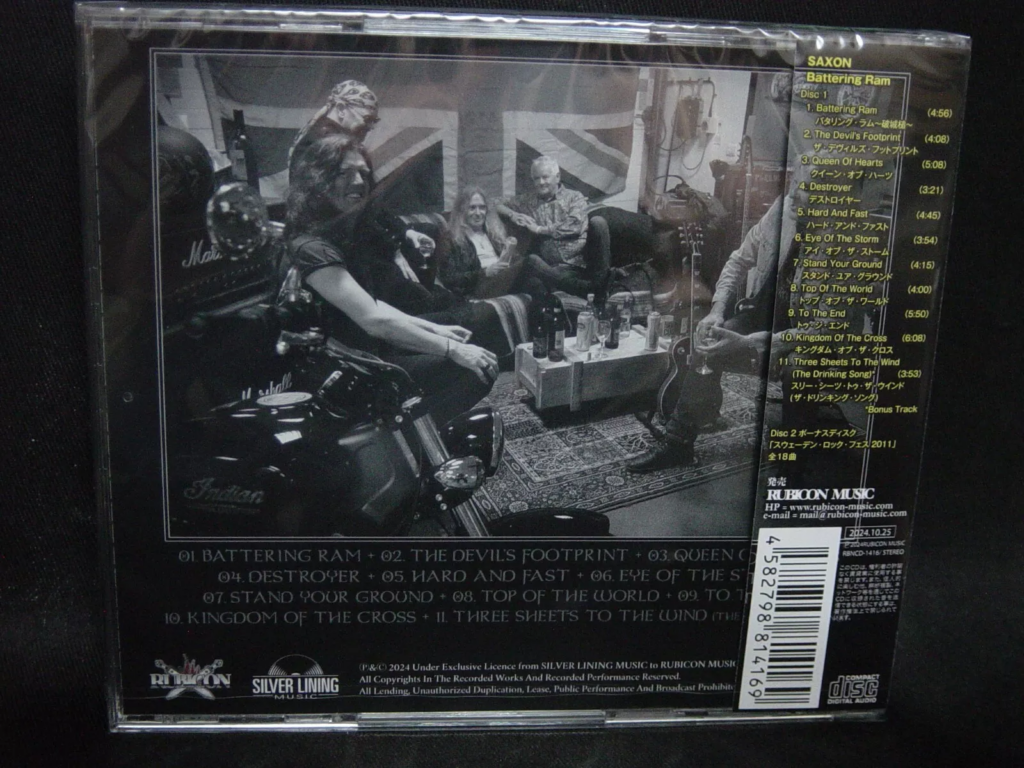 Marshall
Indian
01. BATTERING RAM + 02. THE DEVIL'S FOOTPRINT + 03. QUEEN
04. DESTROYER + 05. HARD AND FAST + 06. EYE OF THE
07. STAND YOUR GROUND + 08. TOP OF THE WORLD + 09. TO
10. KINGDOM OF THE CROSS + 11. THREE SHEETS TO THE WIND
RUBICON
SILVER LINING
MUSIC
℗&© 2024 Under Exclusive Licence from SILVER LINING MUSIC to RUBICON MUSIC
All Copyrights In The Recorded Works And Recorded Performance Reserved.
All Lending, Unauthorized Duplication, Lease, Public Performance And Broadcast
SAXON
Battering Ram
Disc 1
1. Battering Ram (4:56)
バタリング・ラム〜破城槌〜
2. The Devil's Footprint (4:08)
ザ・デヴィルズ・フットプリント
3. Queen Of Hearts (5:08)
クイーン・オブ・ハーツ
4. Destroyer (3:21)
デストロイヤー
5. Hard And Fast (4:45)
ハード・アンド・ファスト
6. Eye Of The Storm (3:54)
アイ・オブ・ザ・ストーム
7. Stand Your Ground (4:15)
スタンド・ユア・グラウンド
8. Top Of The World (4:00)
トップ・オブ・ザ・ワールド
9. To The End (5:50)
トゥ・ジ・エンド
10. Kingdom Of The Cross (6:08)
キングダム・オブ・ザ・クロス
11. Three Sheets To The Wind
(The Drinking Song)* (3:53)
スリー・シーツ・トゥ・ザ・ウインド
(ザ・ドリンキング・ソング)
*Bonus Track
Disc 2 ボーナスディスク
「スウェーデン・ロック・フェス 2011」
全18曲
発売
RUBICON MUSIC
HP = www.rubicon-music.com
e-mail = mail@rubicon-music.com
2024.10.25
℗2024 RUBICON MUSIC
RBNCD-1416/ STEREO
4582798814169
COMPACT
disc
DIGITAL AUDIO